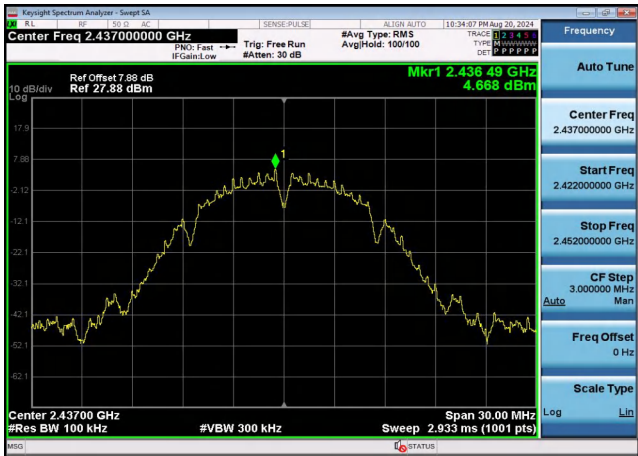 Keysight Spectrum Analyzer - Swept SA
RL RF 50 Ω AC SENSE:PULSE ALIGN AUTO 10:34:07 PM Aug 20, 2024
Center Freq 2.437000000 GHz
#Avg Type: RMS
TRACE 1 2 3 4 5 6
PNO: Fast Trig: Free Run Avg|Hold: 100/100
TYPE M WWWWW
IFGain:Low #Atten: 30 dB
DET P P P P P P
Mkr1 2.436 49 GHz
4.668 dBm
Ref Offset 7.88 dB
10 dB/div Ref 27.88 dBm
Log
1
17.9
7.88
-2.12
-12.1
-22.1
-32.1
-42.1
-52.1
-62.1
Center 2.43700 GHz Span 30.00 MHz
#Res BW 100 kHz #VBW 300 kHz Sweep 2.933 ms (1001 pts)
MSG STATUS
Frequency
Auto Tune
Center Freq
2.437000000 GHz
Start Freq
2.422000000 GHz
Stop Freq
2.452000000 GHz
CF Step
3.000000 MHz
Auto Man
Freq Offset
0 Hz
Scale Type
Log Lin